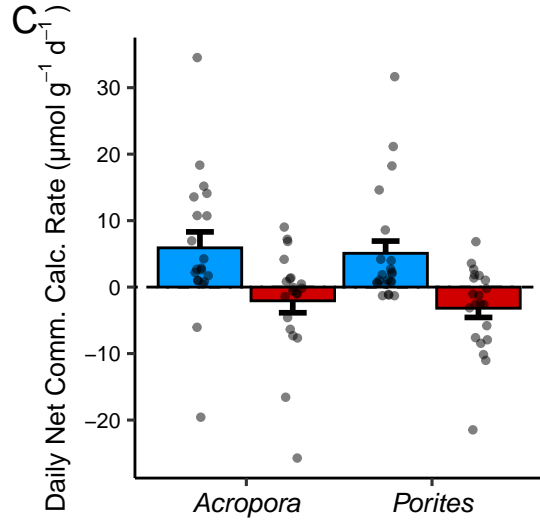 C
Daily Net Comm. Calc. Rate (µmol g⁻¹ d⁻¹)
30
20
10
0
−10
−20
Acropora Porites